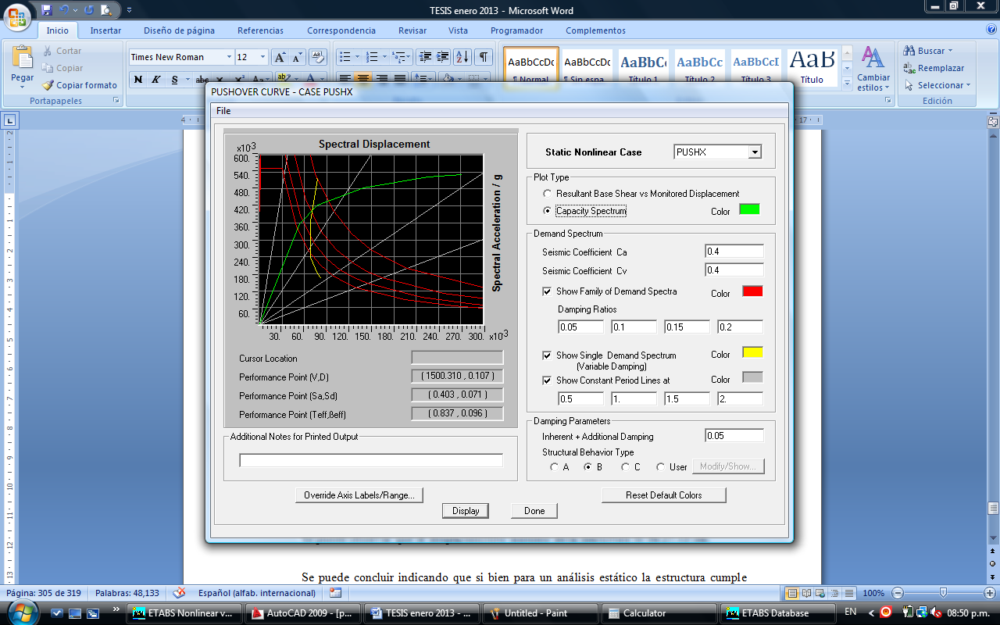 TESIS enero 2013 - Microsoft Word
Inicio Insertar Diseño de página Referencias Correspondencia Revisar Vista Programador Complementos
Pegar
Cortar
Copiar
Copiar formato
Portapapeles
Times New Roman 12
N K S abc
AaBbCcDc AaBbCcDc AaBbCc AaBbCc AaBbCcI AaB
¶ Normal ¶ Sin espa... Título 1 Título 2 Título 3 Título
Cambiar estilos
Buscar
Reemplazar
Seleccionar
Edición
PUSHOVER CURVE - CASE PUSHX
File
Spectral Displacement
x10-3
600.
540.
480.
420.
360.
300.
240.
180.
120.
60.
Spectral Acceleration / g
30. 60. 90. 120. 150. 180. 210. 240. 270. 300. x10-3
Cursor Location
Performance Point (V,D) ( 1500.310 , 0.107 )
Performance Point (Sa,Sd) ( 0.403 , 0.071 )
Performance Point (Teff,ßeff) ( 0.837 , 0.096 )
Additional Notes for Printed Output
Override Axis Labels/Range...
Static Nonlinear Case PUSHX
Plot Type
Resultant Base Shear vs Monitored Displacement
Capacity Spectrum Color
Demand Spectrum
Seismic Coefficient Ca 0.4
Seismic Coefficient Cv 0.4
Show Family of Demand Spectra Color
Damping Ratios
0.05 0.1 0.15 0.2
Show Single Demand Spectrum Color
(Variable Damping)
Show Constant Period Lines at Color
0.5 1. 1.5 2.
Damping Parameters
Inherent + Additional Damping 0.05
Structural Behavior Type
A B C User Modify/Show...
Reset Default Colors
Display Done
Se puede concluir indicando que si bien para un análisis estático la estructura cumple
Página: 305 de 319 Palabras: 48,133 Español (alfab. internacional) 100%
ETABS Nonlinear v... AutoCAD 2009 - [p... TESIS enero 2013 - ... Untitled - Paint Calculator ETABS Database EN 08:50 p.m.